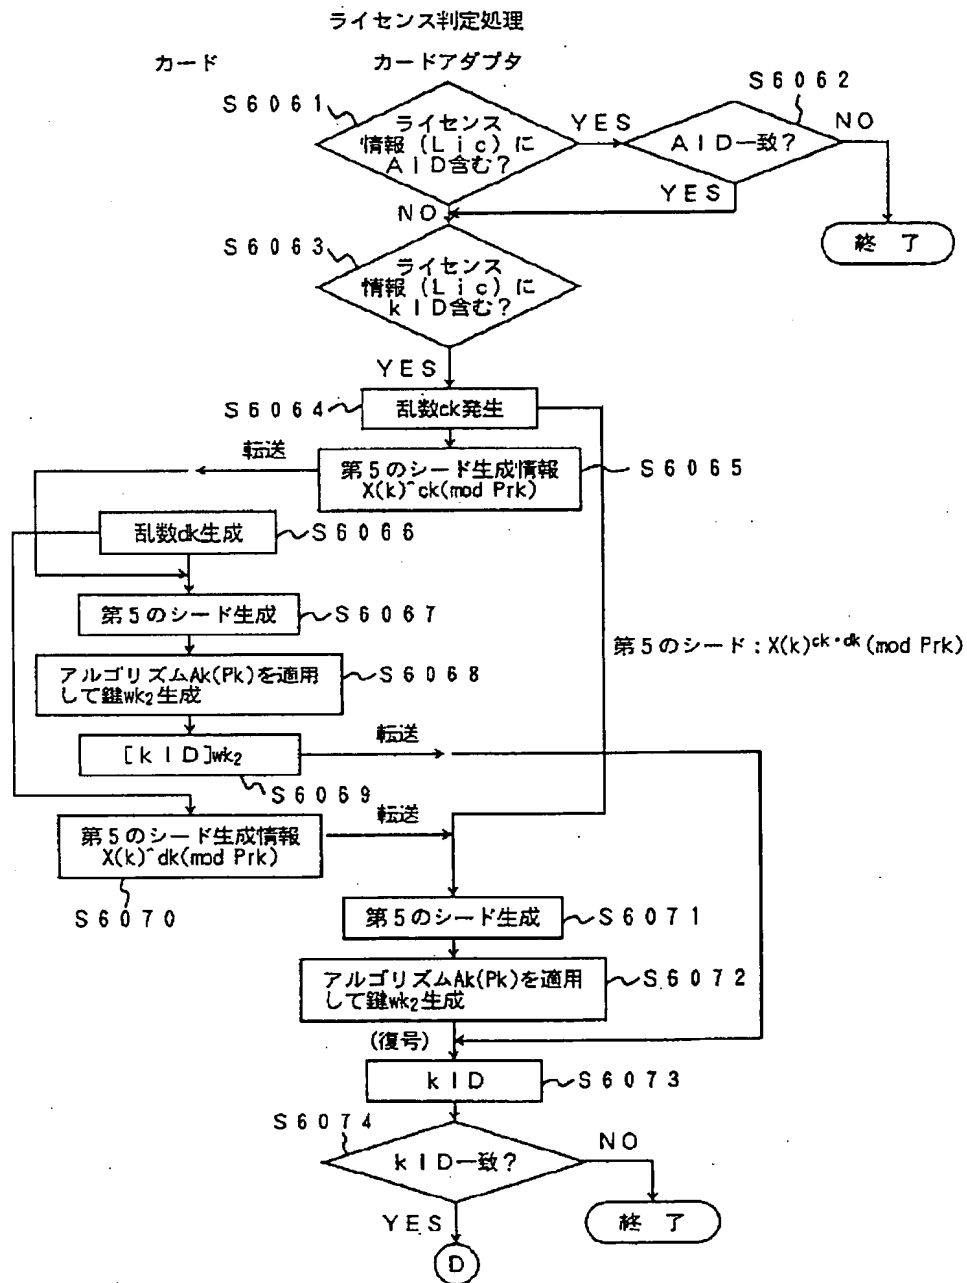 ライセンス判定処理
カード
カードアダプタ
S6061
ライセンス
情報(Lic)に
AID含む?
YES
S6062
AID一致?
NO
YES
終 了
NO
S6063
ライセンス
情報(Lic)に
kID含む?
YES
S6064
乱数ck発生
転送
第5のシード生成情報
X(k)^ck(mod Prk)
S6065
乱数dk生成
S6066
第5のシード生成
S6067
第5のシード:X(k)ck・dk(mod Prk)
アルゴリズムAk(Pk)を適用
して鍵wk2生成
S6068
転送
[kID]wk2
S6069
転送
第5のシード生成情報
X(k)^dk(mod Prk)
S6070
第5のシード生成
S6071
アルゴリズムAk(Pk)を適用
して鍵wk2生成
S6072
(復号)
kID
S6073
S6074
kID一致?
NO
YES
終 了
D